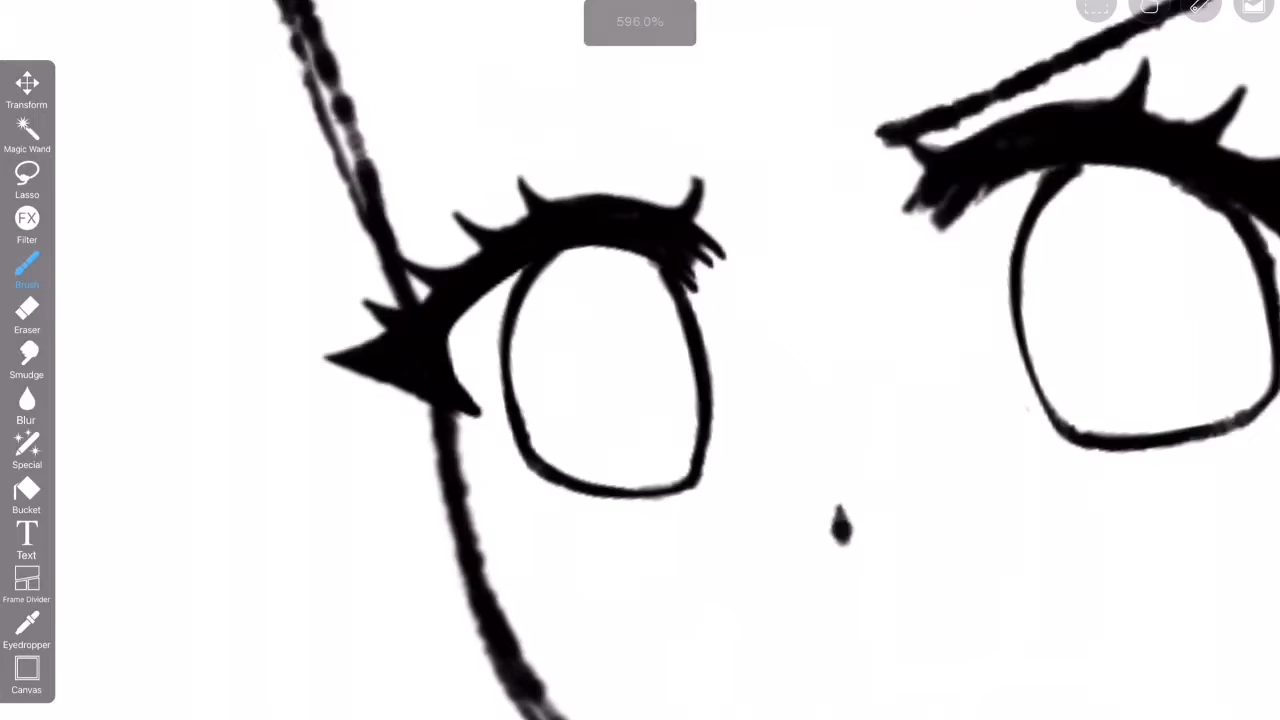 596.0%
Transform
Magic Wand
Lasso
FX
Filter
Brush
Eraser
Smudge
Blur
Special
Bucket
T
Text
Frame Divider
Eyedropper
Canvas